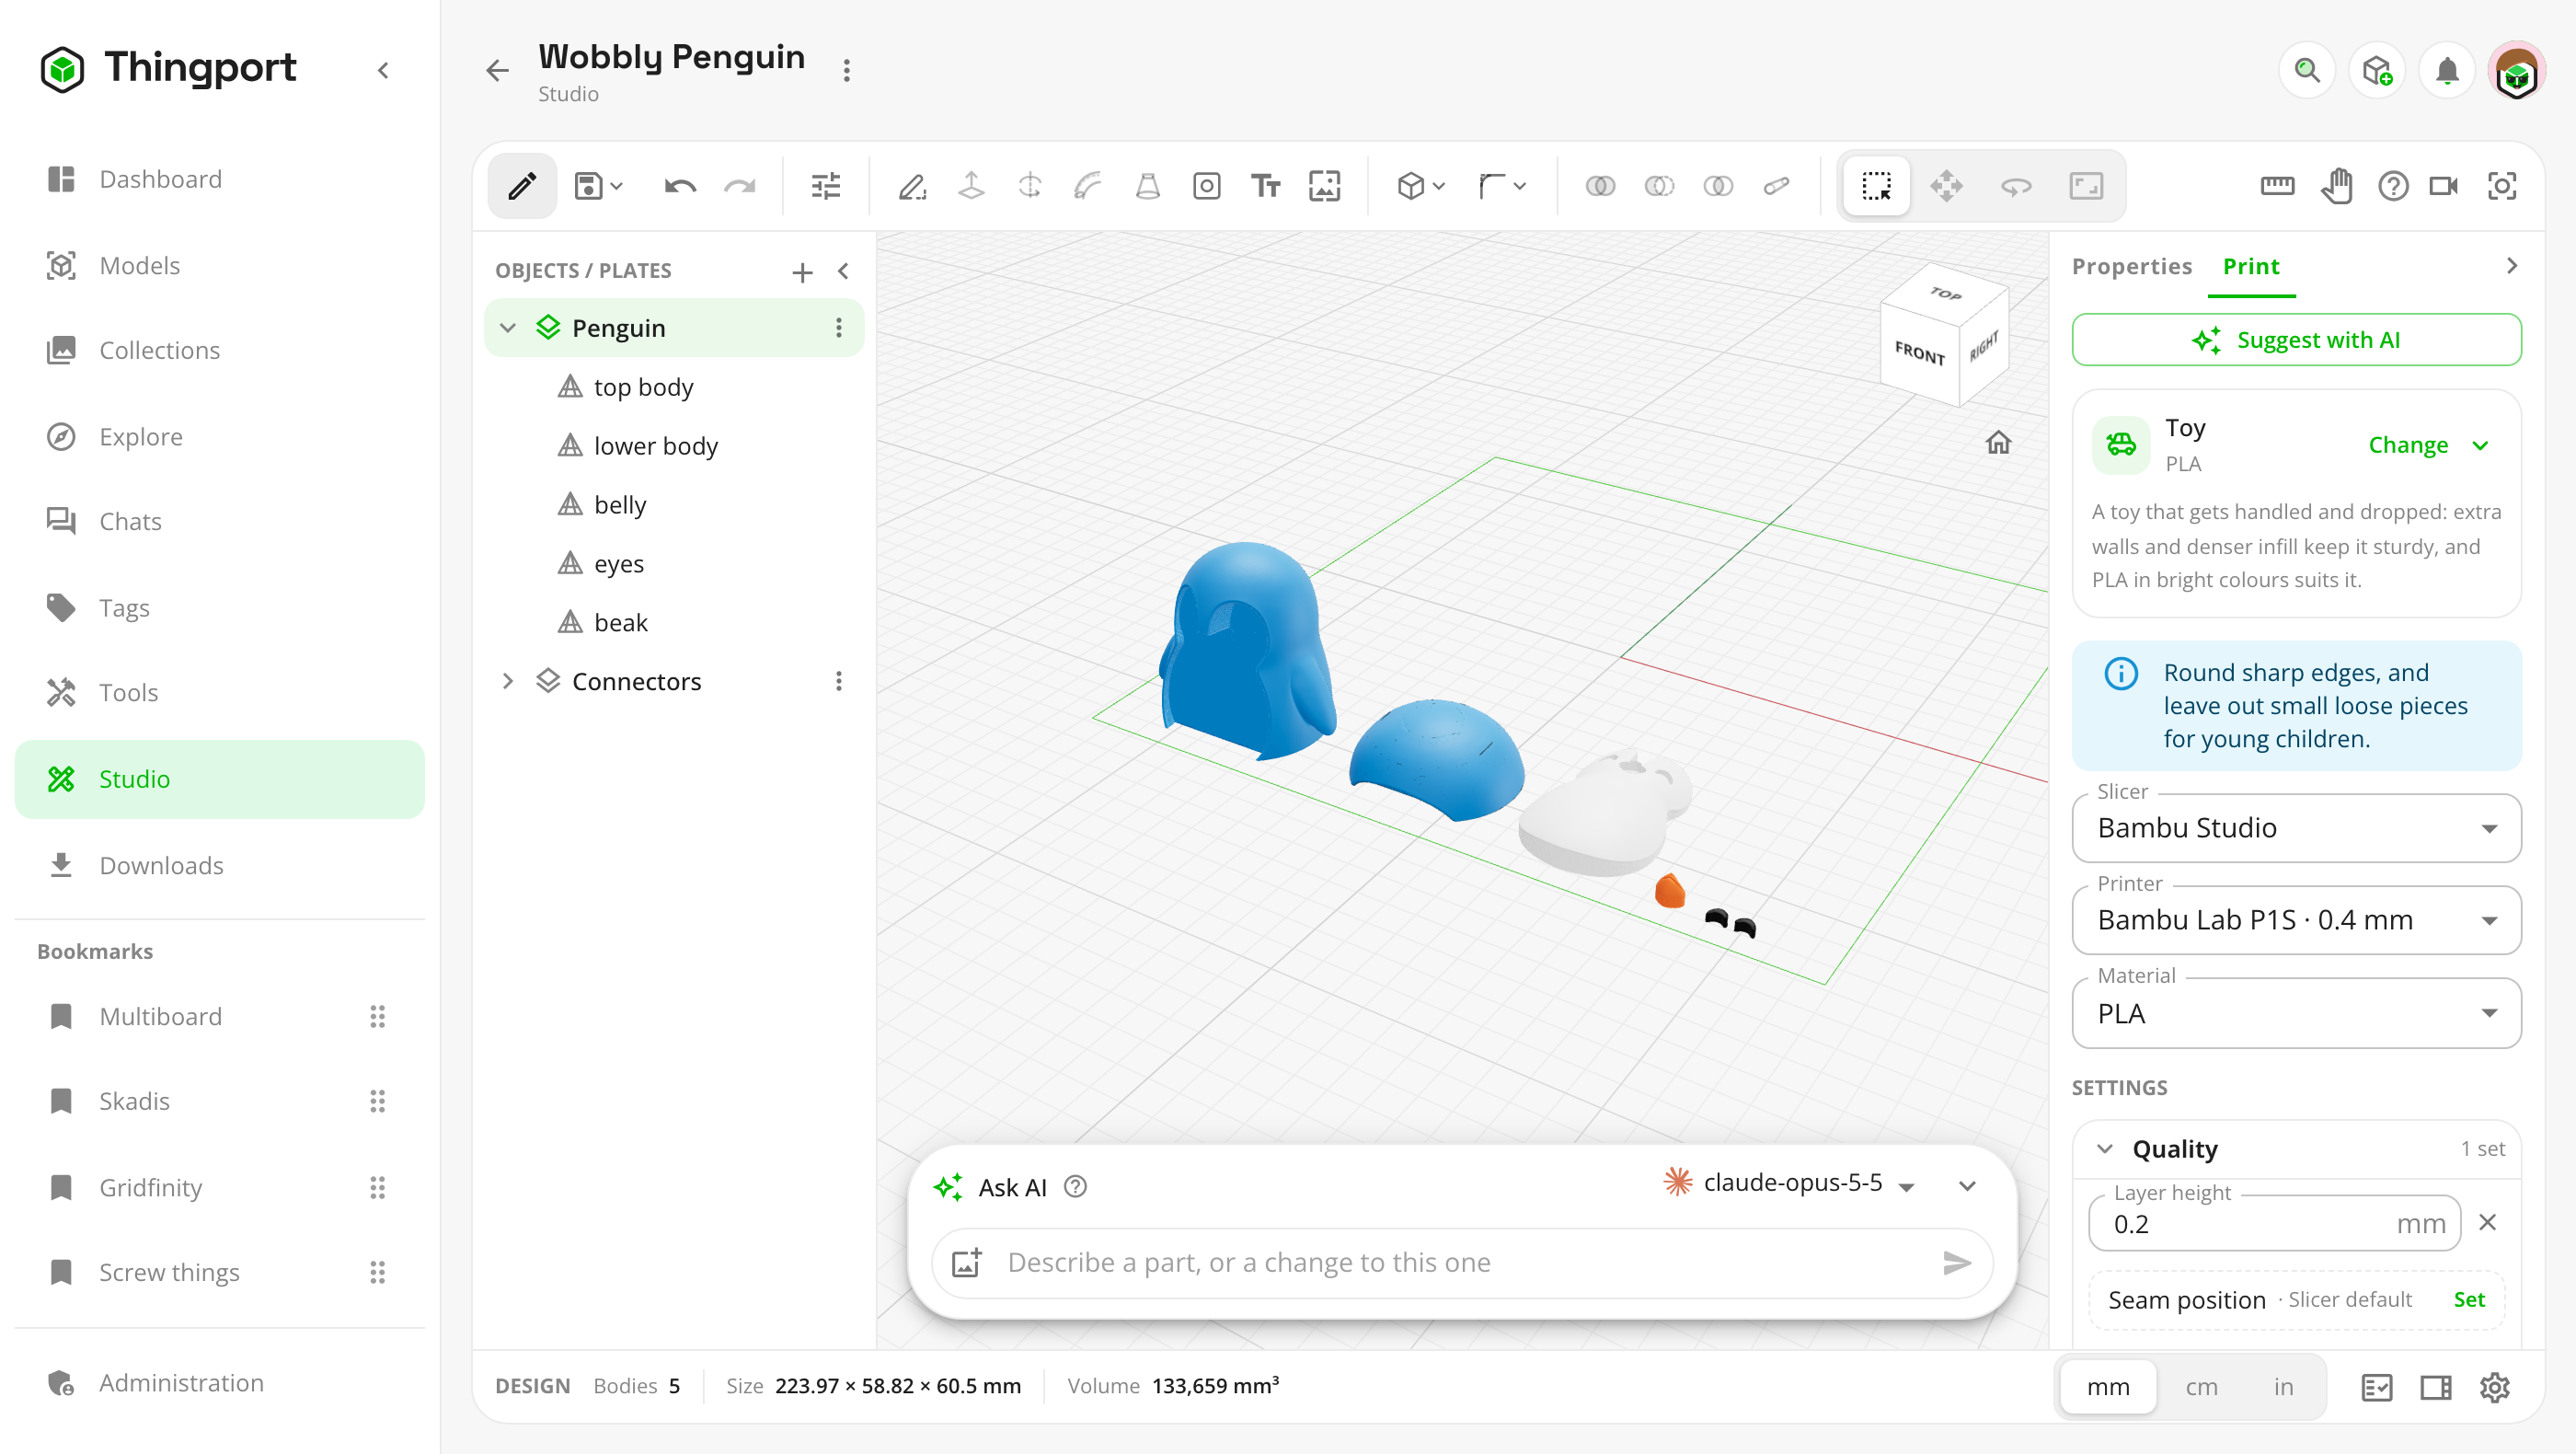 Thingport
Dashboard
Models
Collections
Explore
Chats
Tags
Tools
Studio
Downloads
Bookmarks
Multiboard
Skadis
Gridfinity
Screw things
Administration
Wobbly Penguin
Studio
Tт
OBJECTS / PLATES
Penguin
top body
lower body
belly
eyes
beak
Connectors
TOP
FRONT
RIGHT
Ask AI
claude-opus-5-5
Describe a part, or a change to this one
Properties
Print
Suggest with AI
Toy
PLA
Change
A toy that gets handled and dropped: extra
walls and denser infill keep it sturdy, and
PLA in bright colours suits it.
Round sharp edges, and
leave out small loose pieces
for young children.
Slicer
Bambu Studio
Printer
Bambu Lab P1S · 0.4 mm
Material
PLA
SETTINGS
Quality
1 set
Layer height
0.2 mm
Seam position · Slicer default Set
DESIGN Bodies 5 Size 223.97 × 58.82 × 60.5 mm Volume 133,659 mm³
mm cm in